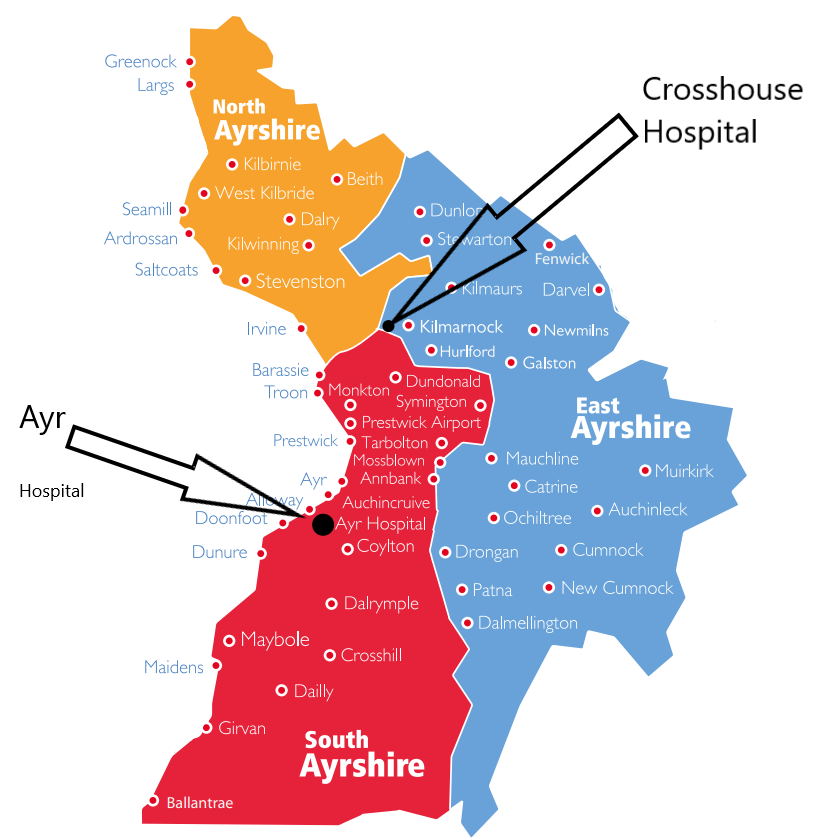 Greenock
Largs
Crosshouse
Hospital
North
Ayrshire
Kilbirnie
Beith
West Kilbride
Seamill
Dalry
Dunlop
Ardrossan
Kilwinning
Stewarton
Fenwick
Saltcoats
Stevenston
Kilmaurs
Darvel
Irvine
Kilmarnock
Newmilns
Hurlford
Galston
Barassie
Troon
Monkton
Dundonald
Symington
East
Ayrshire
Ayr
Hospital
Prestwick Airport
Prestwick
Tarbolton
Mossblown
Mauchline
Muirkirk
Ayr
Annbank
Catrine
Alloway
Auchincruive
Auchinleck
Doonfoot
Ayr Hospital
Ochiltree
Dunure
Coylton
Drongan
Cumnock
Patna
New Cumnock
Dalrymple
Dalmellington
Maybole
Crosshill
Maidens
Dailly
Girvan
South
Ayrshire
Ballantrae